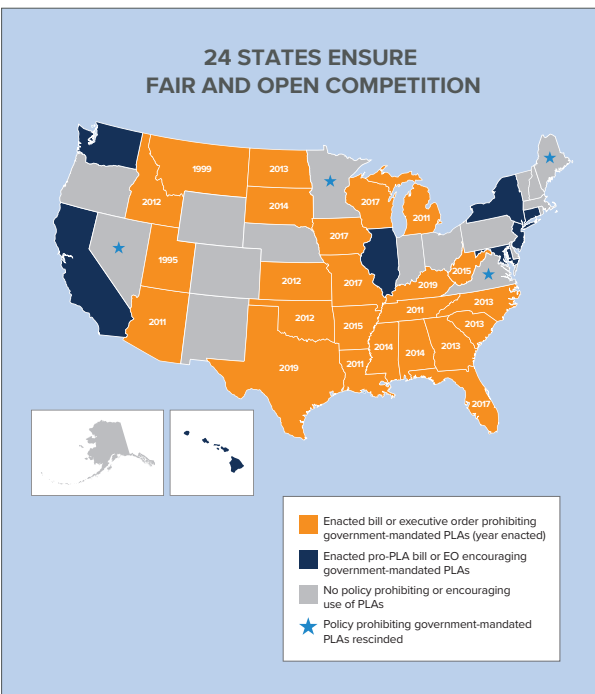 24 STATES ENSURE
FAIR AND OPEN COMPETITION
1999
2013
2012
2014
2017
2011
2017
1995
2012
2017
2019
2015
2011
2012
2015
2011
2013
2013
2014
2014
2013
2019
2011
2017
Enacted bill or executive order prohibiting
government-mandated PLAs (year enacted)
Enacted pro-PLA bill or EO encouraging
government-mandated PLAs
No policy prohibiting or encouraging
use of PLAs
Policy prohibiting government-mandated
PLAs rescinded